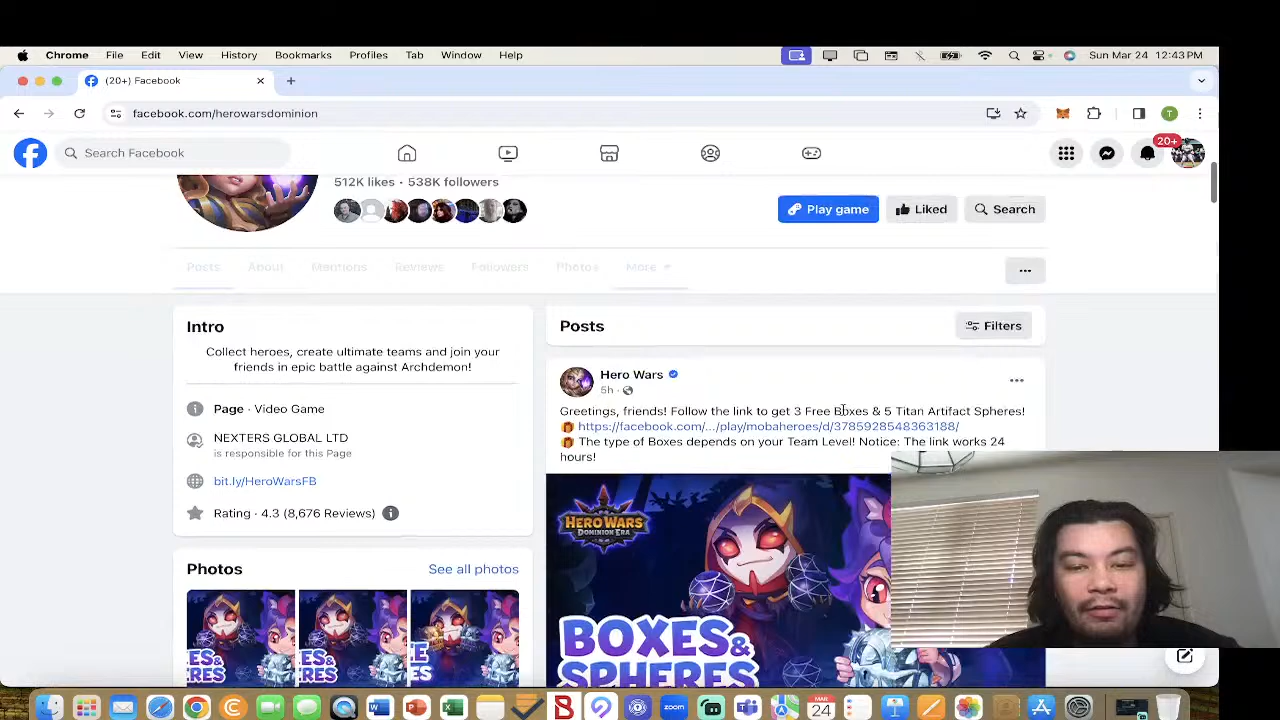 Chrome File Edit View History Bookmarks Profiles Tab Window Help Sun Mar 24 12:43 PM
(20+) Facebook
facebook.com/herowarsdominion T
Search Facebook 20+
512K likes • 538K followers
Play game Liked Search
Posts About Mentions Reviews Followers Photos More
Intro
Collect heroes, create ultimate teams and join your
friends in epic battle against Archdemon!
Page · Video Game
NEXTERS GLOBAL LTD
is responsible for this Page
bit.ly/HeroWarsFB
Rating · 4.3 (8,676 Reviews)
Photos See all photos
Posts Filters
Hero Wars
5h ·
Greetings, friends! Follow the link to get 3 Free Boxes & 5 Titan Artifact Spheres!
https://facebook.com/.../play/mobaheroes/d/3785928548363188/
The type of Boxes depends on your Team Level! Notice: The link works 24
hours!
HERO WARS
DOMINION ERA
BOXES&
SPHERES
MAR
24
zoom